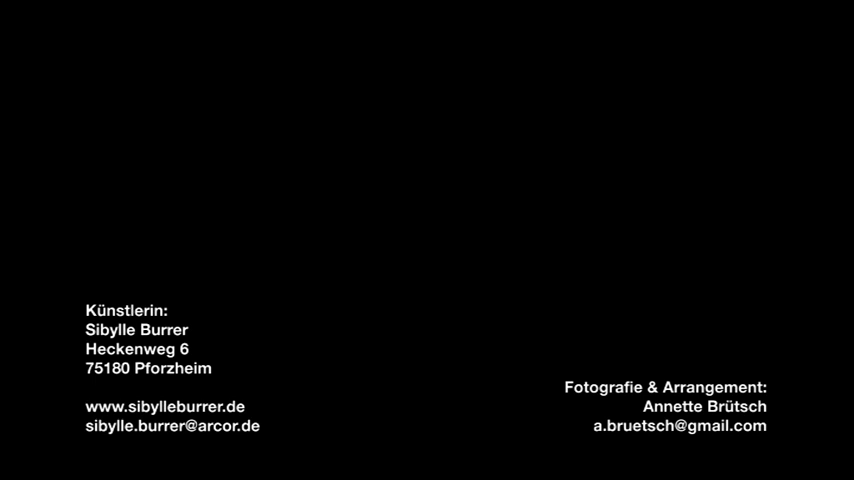 Künstlerin:
Sibylle Burrer
Heckenweg 6
75180 Pforzheim
www.sibylleburrer.de
sibylle.burrer@arcor.de
Fotografie & Arrangement:
Annette Brütsch
a.bruetsch@gmail.com